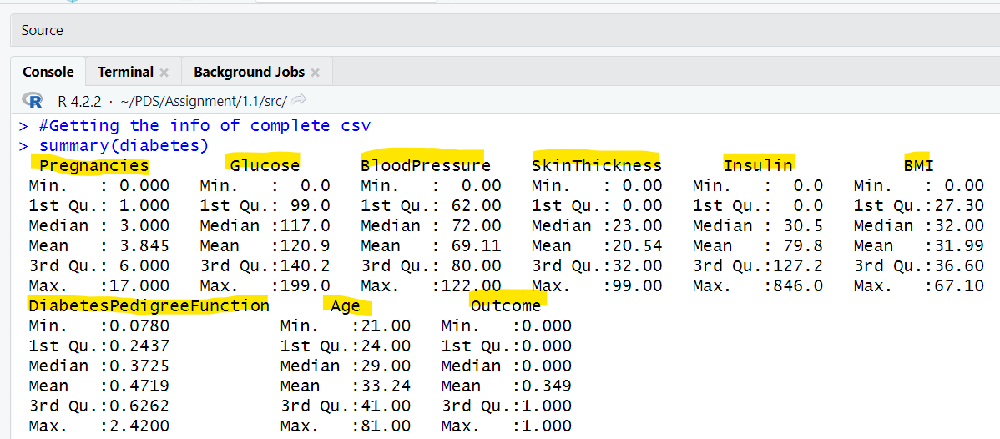 Source
Console Terminal × Background Jobs ×
R R 4.2.2 · ~/PDS/Assignment/1.1/src/
> #Getting the info of complete csv
> summary(diabetes)
Pregnancies Glucose BloodPressure SkinThickness Insulin BMI
Min. : 0.000 Min. : 0.0 Min. : 0.00 Min. : 0.00 Min. : 0.0 Min. : 0.00
1st Qu.: 1.000 1st Qu.: 99.0 1st Qu.: 62.00 1st Qu.: 0.00 1st Qu.: 0.0 1st Qu.:27.30
Median : 3.000 Median :117.0 Median : 72.00 Median :23.00 Median : 30.5 Median :32.00
Mean : 3.845 Mean :120.9 Mean : 69.11 Mean :20.54 Mean : 79.8 Mean :31.99
3rd Qu.: 6.000 3rd Qu.:140.2 3rd Qu.: 80.00 3rd Qu.:32.00 3rd Qu.:127.2 3rd Qu.:36.60
Max. :17.000 Max. :199.0 Max. :122.00 Max. :99.00 Max. :846.0 Max. :67.10
DiabetesPedigreeFunction Age Outcome
Min. :0.0780 Min. :21.00 Min. :0.000
1st Qu.:0.2437 1st Qu.:24.00 1st Qu.:0.000
Median :0.3725 Median :29.00 Median :0.000
Mean :0.4719 Mean :33.24 Mean :0.349
3rd Qu.:0.6262 3rd Qu.:41.00 3rd Qu.:1.000
Max. :2.4200 Max. :81.00 Max. :1.000